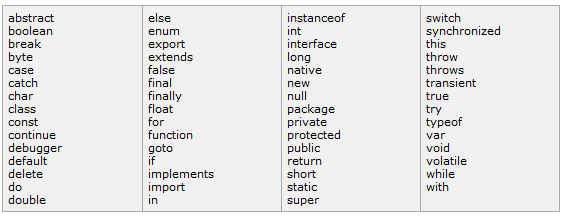 abstract
boolean
break
byte
case
catch
char
class
const
continue
debugger
default
delete
do
double
else
enum
export
extends
false
final
finally
float
for
function
goto
if
implements
import
in
instanceof
int
interface
long
native
new
null
package
private
protected
public
return
short
static
super
switch
synchronized
this
throw
throws
transient
true
try
typeof
var
void
volatile
while
with